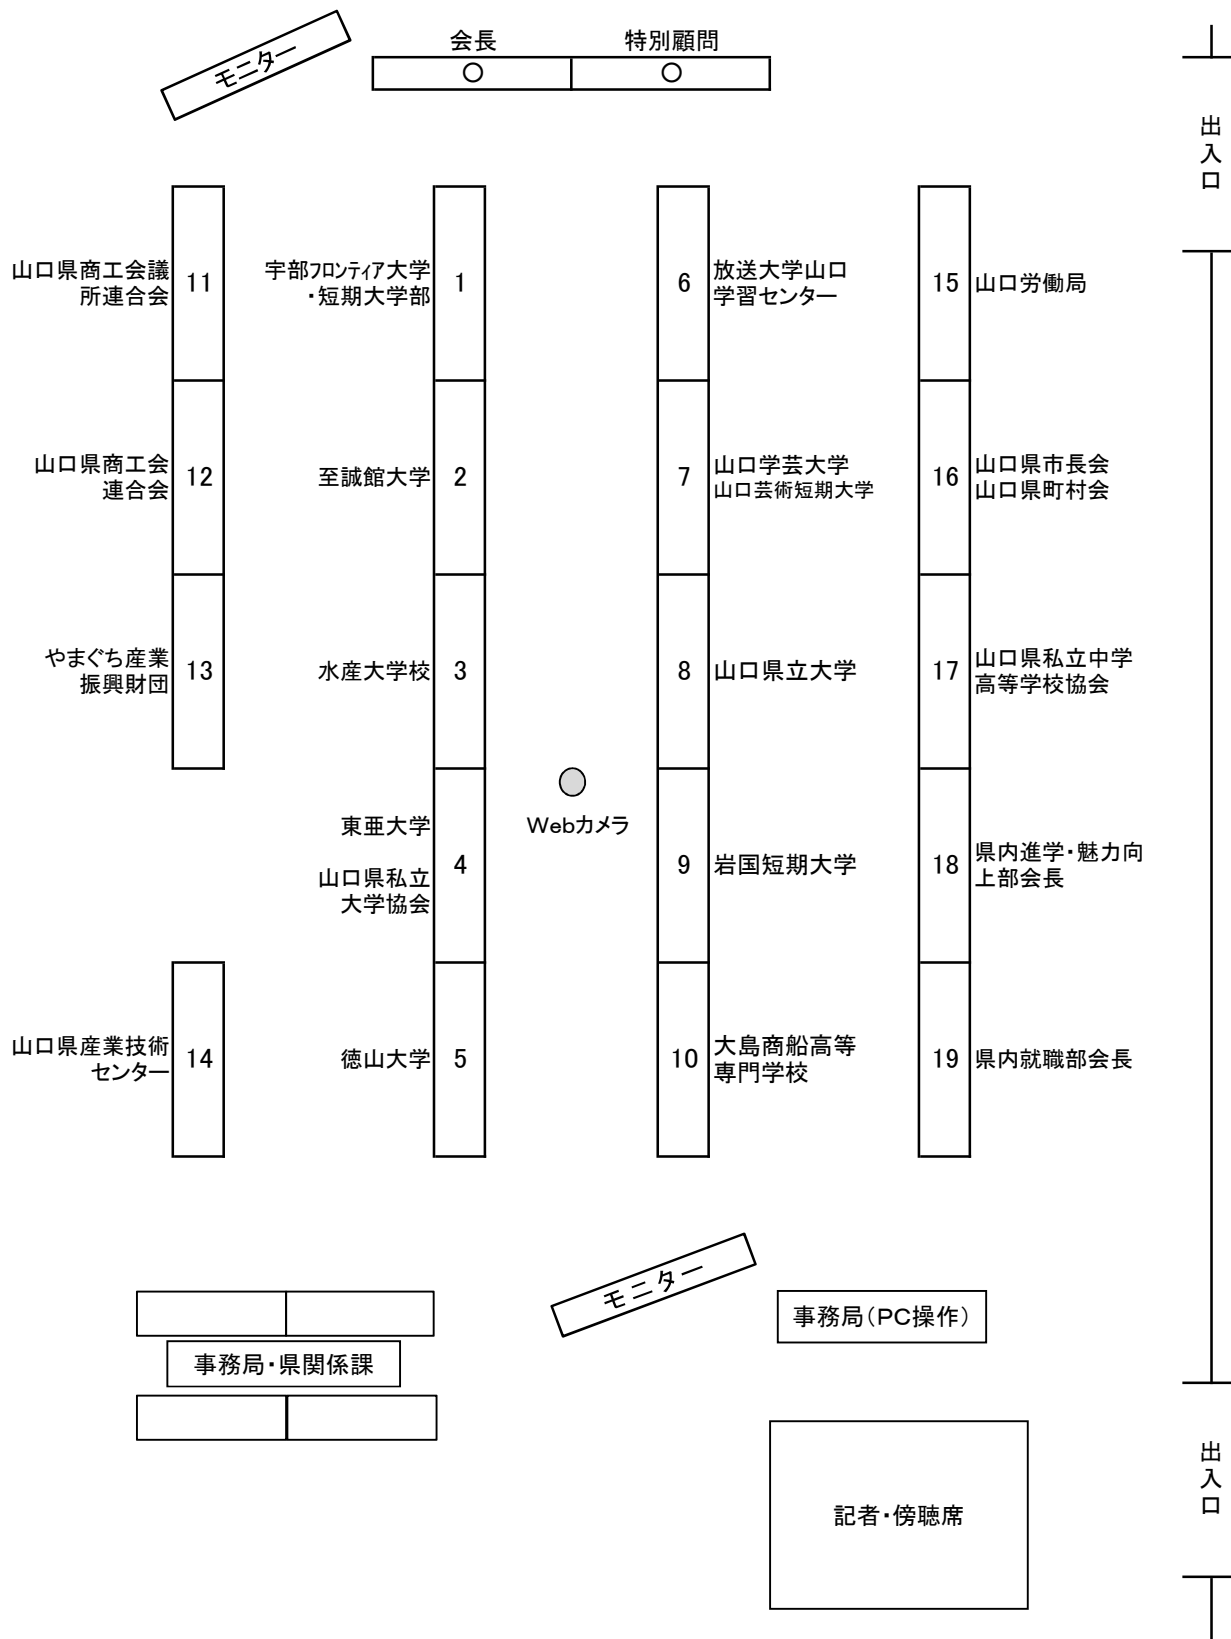 会長
特別顧問
モニター
出入口
山口県商工会議
所連合会
11
宇部フロンティア大学
・短期大学部
1
6
放送大学山口
学習センター
15
山口労働局
山口県商工会
連合会
12
至誠館大学
2
7
山口学芸大学
山口芸術短期大学
16
山口県市長会
山口県町村会
やまぐち産業
振興財団
13
水産大学校
3
8
山口県立大学
17
山口県私立中学
高等学校協会
東亜大学
山口県私立
大学協会
4
Webカメラ
9
岩国短期大学
18
県内進学・魅力向
上部会長
山口県産業技術
センター
14
徳山大学
5
10
大島商船高等
専門学校
19
県内就職部会長
モニター
事務局(PC操作)
事務局・県関係課
記者・傍聴席
出入口